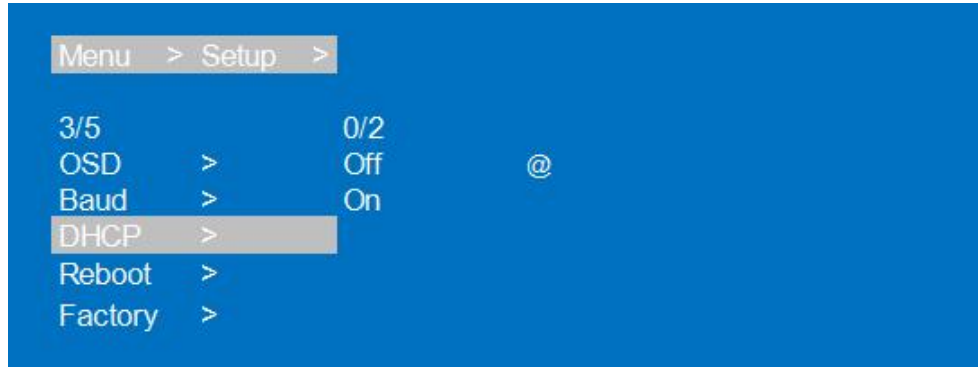 Menu > Setup >
3/5 0/2
OSD > Off @
Baud > On
DHCP >
Reboot >
Factory >